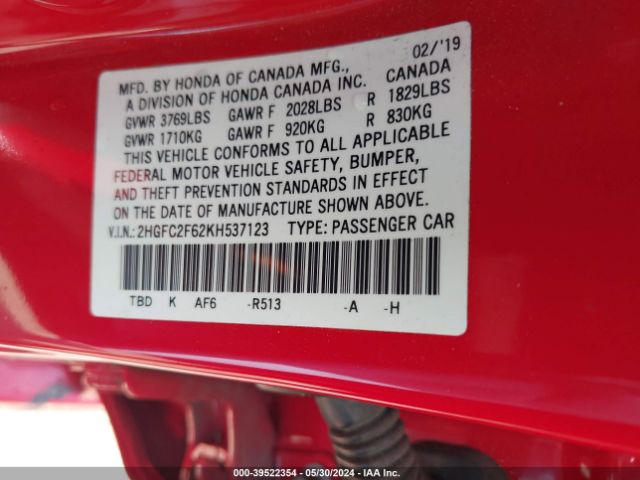 MFD. BY HONDA OF CANADA MFG., 02/'19
A DIVISION OF HONDA CANADA INC. CANADA
GVWR 3769LBS GAWR F 2028LBS R 1829LBS
GVWR 1710KG GAWR F 920KG R 830KG
THIS VEHICLE CONFORMS TO ALL APPLICABLE
FEDERAL MOTOR VEHICLE SAFETY, BUMPER,
AND THEFT PREVENTION STANDARDS IN EFFECT
ON THE DATE OF MANUFACTURE SHOWN ABOVE.
V.I.N.: 2HGFC2F62KH537123 TYPE: PASSENGER CAR
TBD K AF6 -R513 -A -H
000-39522354 - 05/30/2024 - IAA Inc.